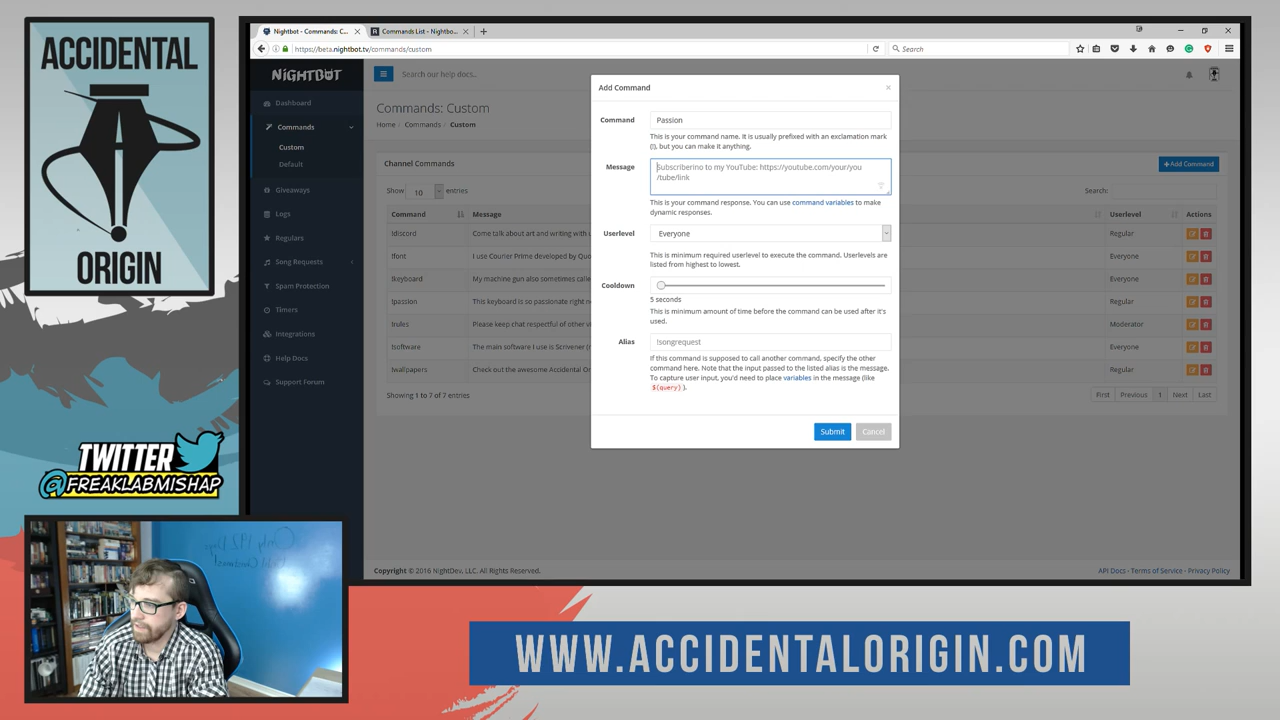 ACCIDENTAL
ORIGIN
TWITTER
@FREAKLABMISHAP
Nightbot - Commands: C...
Commands List - Nightbo...
https://beta.nightbot.tv/commands/custom
Search
NIGHTBOT
Search our help docs..
Dashboard
Commands
Custom
Default
Giveaways
Logs
Regulars
Song Requests
Spam Protection
Timers
Integrations
Help Docs
Support Forum
Commands: Custom
Home / Commands / Custom
Channel Commands
Add Command
Show 10 entries
Search:
Command Message Userlevel Actions
!discord Come talk about art and writing with Regular
!font I use Courier Prime developed by Quo Everyone
!keyboard My machine gun also sometimes calle Everyone
!passion This keyboard is so passionate right n Regular
!rules Please keep chat respectful of other vi Moderator
!software The main software I use is Scrivener ( Everyone
!wallpapers Check out the awesome Accidental Or Regular
Showing 1 to 7 of 7 entries
First Previous 1 Next Last
Add Command
Command Passion
This is your command name. It is usually prefixed with an exclamation mark
(!), but you can make it anything.
Message Subscriberino to my YouTube: https://youtube.com/your/you
/tube/link
This is your command response. You can use command variables to make
dynamic responses.
Userlevel Everyone
This is minimum required userlevel to execute the command. Userlevels are
listed from highest to lowest.
Cooldown
5 seconds
This is minimum amount of time before the command can be used after it's
used.
Alias !songrequest
If this command is supposed to call another command, specify the other
command here. Note that the input passed to the listed alias is the message.
To capture user input, you'd need to place variables in the message (like
$(query)).
Submit Cancel
Copyright © 2016 NightDev, LLC. All Rights Reserved.
API Docs - Terms of Service - Privacy Policy
WWW.ACCIDENTALORIGIN.COM